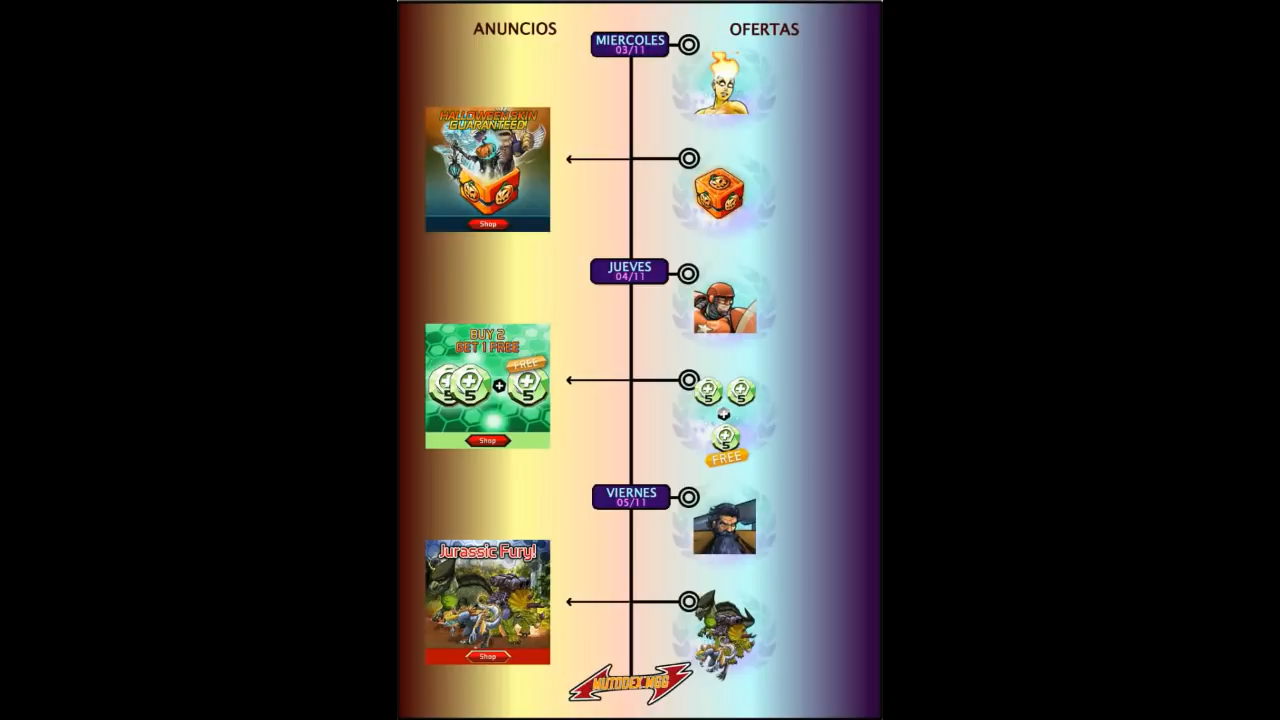 ANUNCIOS
OFERTAS
MIERCOLES
03/11
HALLOWEEN SKIN
GUARANTEED!
Shop
JUEVES
04/11
BUY 2
GET 1 FREE
FREE
5
5
+
5
Shop
5
5
+
5
FREE
VIERNES
05/11
Jurassic Fury!
Shop
MUTODEX MGG